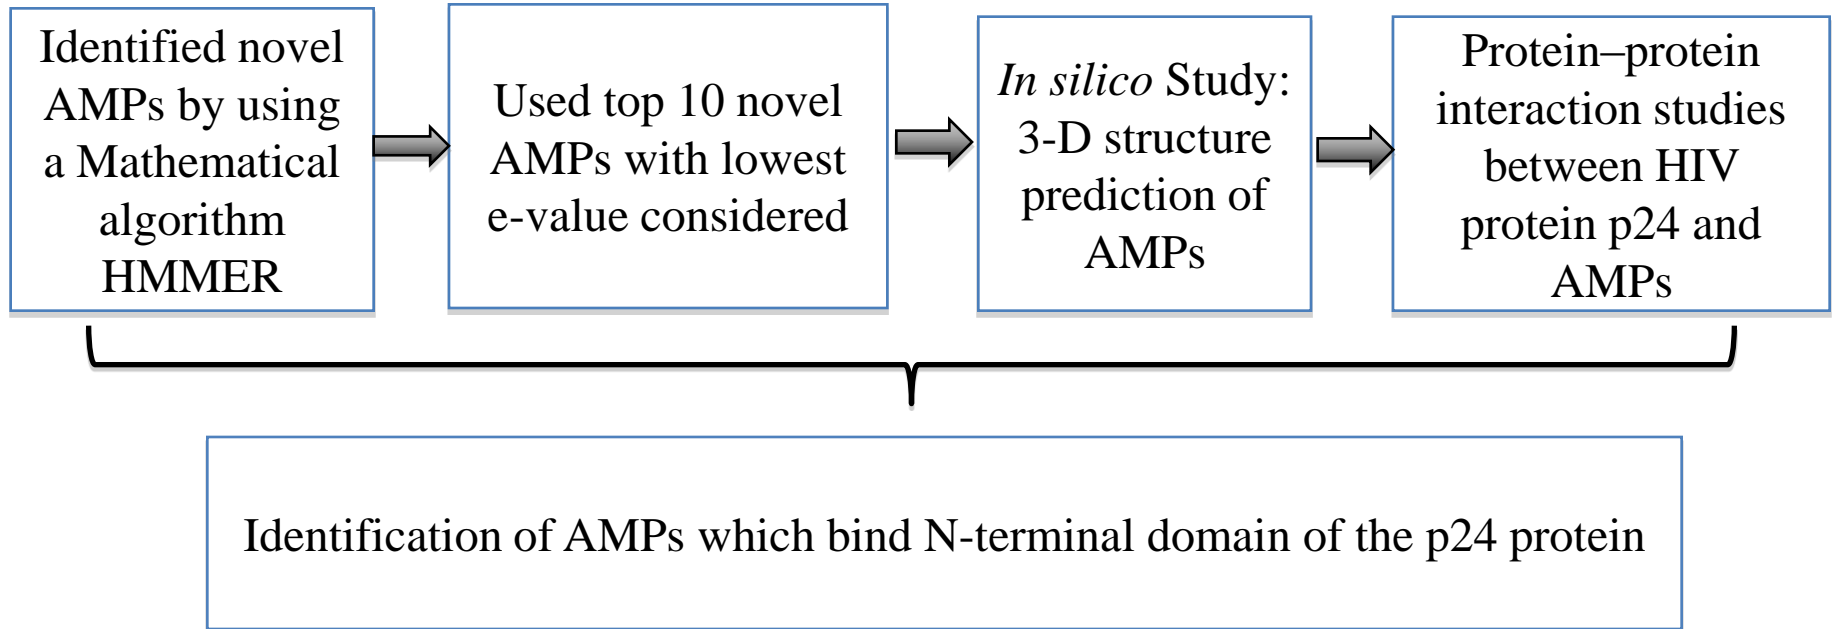 Identified novel
AMPs by using
a Mathematical
algorithm
HMMER
Used top 10 novel
AMPs with lowest
e-value considered
In silico Study:
3-D structure
prediction of
AMPs
Protein–protein
interaction studies
between HIV
protein p24 and
AMPs
Identification of AMPs which bind N-terminal domain of the p24 protein